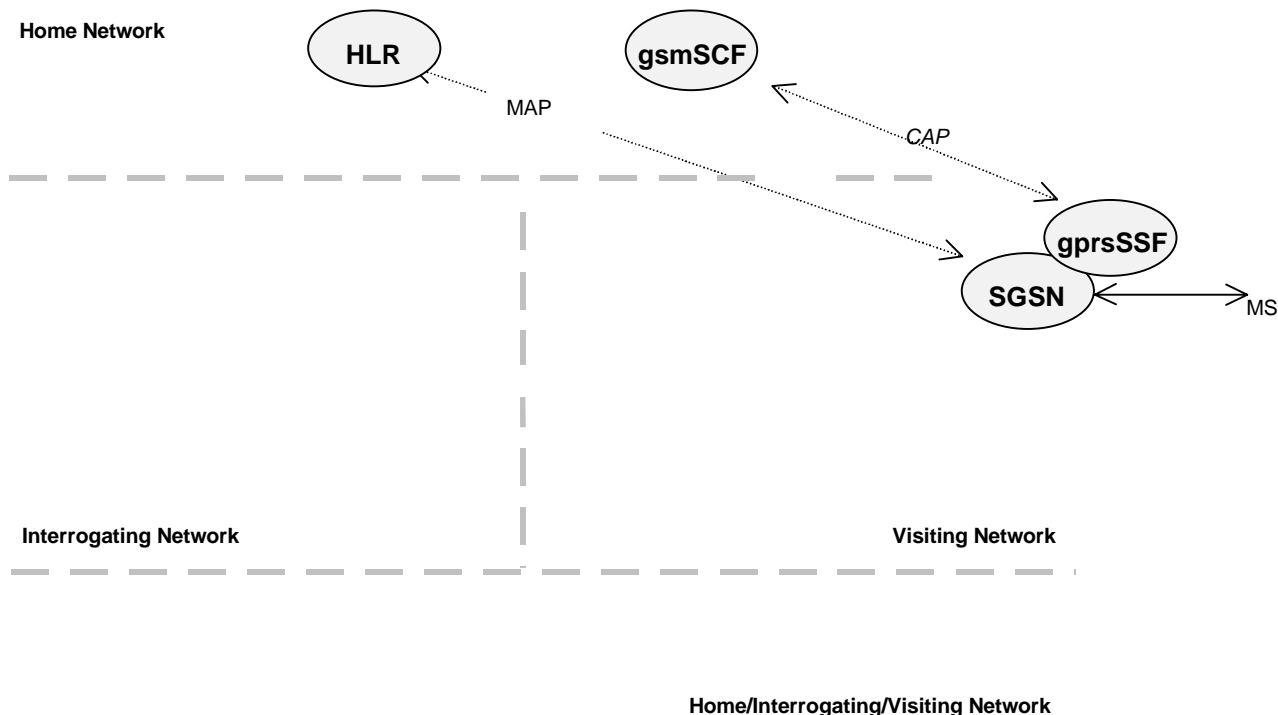 Home Network
HLR
gsmSCF
MAP
CAP
gprsSSF
SGSN
MS
Interrogating Network
Visiting Network
Home/Interrogating/Visiting Network